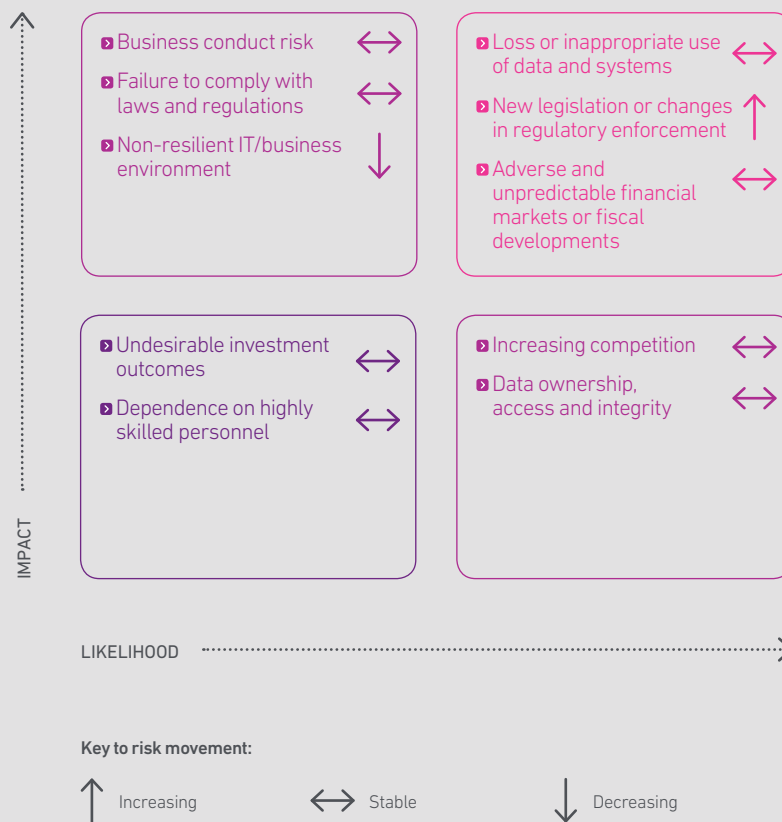 Business conduct risk
Failure to comply with
laws and regulations
Non-resilient IT/business
environment
Loss or inappropriate use
of data and systems
New legislation or changes
in regulatory enforcement
Adverse and
unpredictable financial
markets or fiscal
developments
Undesirable investment
outcomes
Dependence on highly
skilled personnel
Increasing competition
Data ownership,
access and integrity
IMPACT
LIKELIHOOD
Key to risk movement:
Increasing
Stable
Decreasing